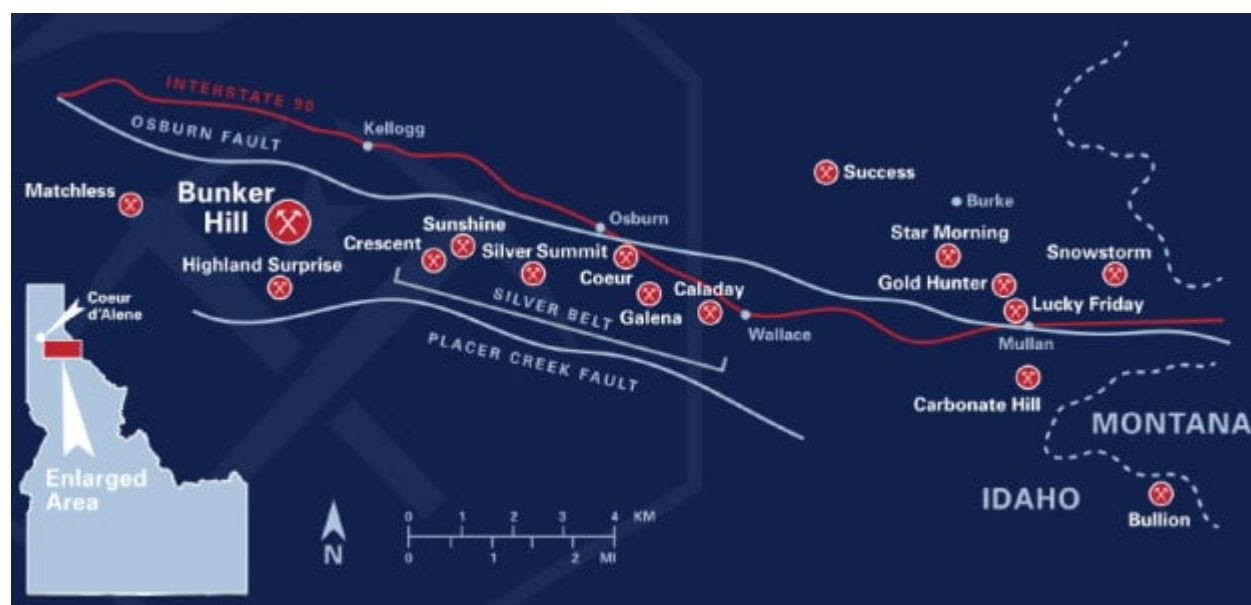 INTERSTATE 90
OSBURN FAULT
Kellogg
Matchless
Bunker
Hill
Success
Burke
Osburn
Sunshine
Crescent
Silver Summit
Star Morning
Snowstorm
Highland Surprise
Coeur
Gold Hunter
Caladay
Lucky Friday
Galena
SILVER BELT
Wallace
Mullan
PLACER CREEK FAULT
Coeur
d'Alene
Carbonate Hill
MONTANA
Enlarged
Area
IDAHO
Bullion
N
0 1 2 3 4 KM
0 1 2 MI